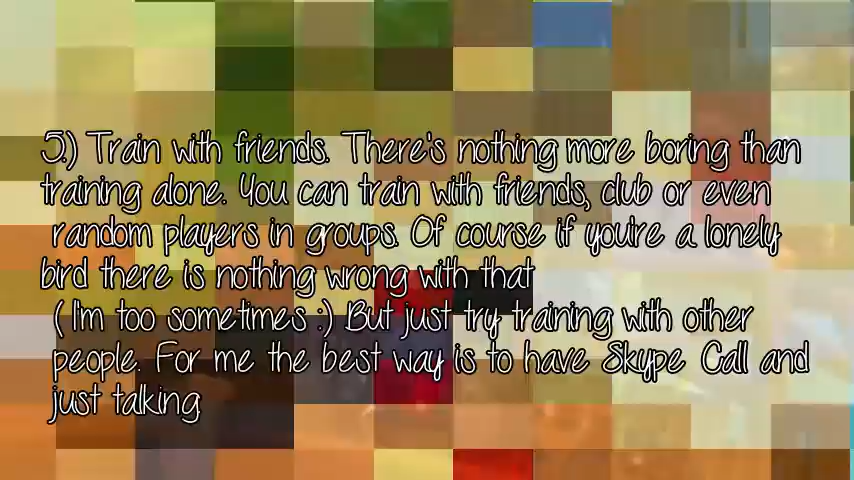 5.) Train with friends. There's nothing more boring than
training alone. You can train with friends, club or even
random players in groups. Of course if you're a lonely
bird there is nothing wrong with that
( I'm too sometimes :) But just try training with other
people. For me the best way is to have Skype Call and
just talking